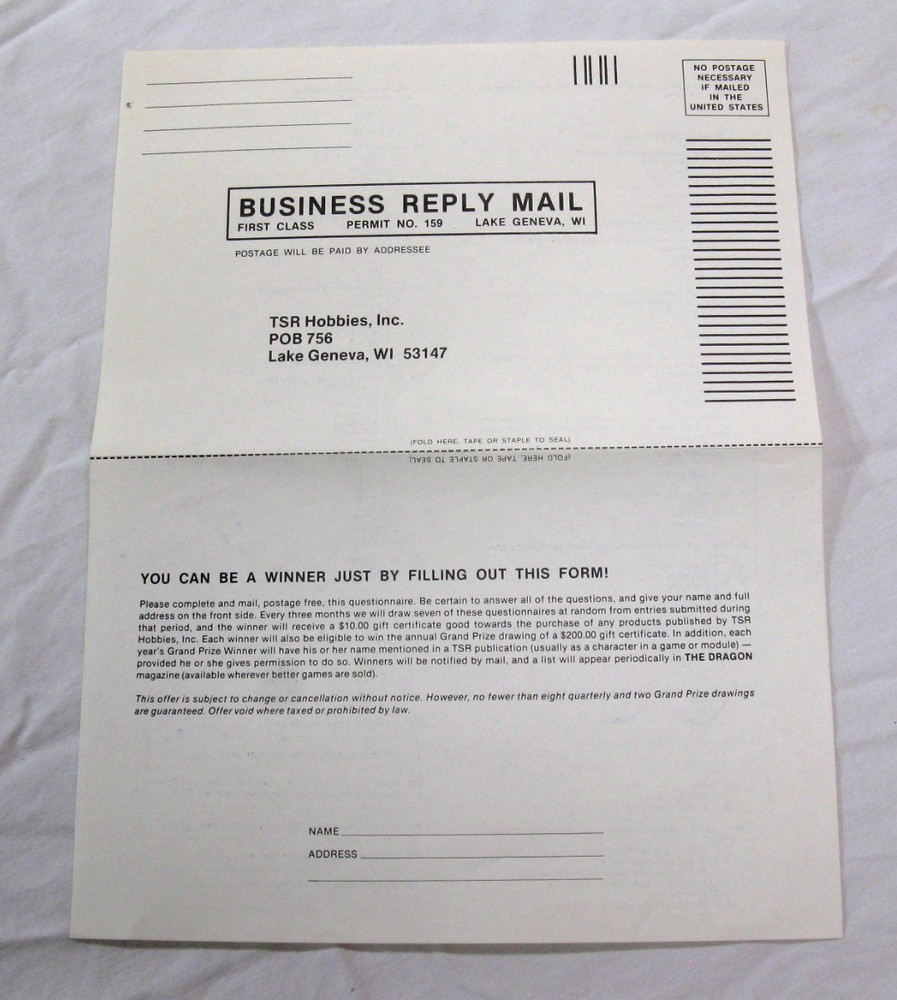 NO POSTAGE
NECESSARY
IF MAILED
IN THE
UNITED STATES
BUSINESS REPLY MAIL
FIRST CLASS PERMIT NO. 159 LAKE GENEVA, WI
POSTAGE WILL BE PAID BY ADDRESSEE
TSR Hobbies, Inc.
POB 756
Lake Geneva, WI 53147
(FOLD HERE, TAPE OR STAPLE TO SEAL)
(FOLD HERE, TAPE OR STAPLE TO SEAL)
YOU CAN BE A WINNER JUST BY FILLING OUT THIS FORM!
Please complete and mail, postage free, this questionnaire. Be certain to answer all of the questions, and give your name and full
address on the front side. Every three months we will draw seven of these questionnaires at random from entries submitted during
that period, and the winner will receive a $10.00 gift certificate good towards the purchase of any products published by TSR
Hobbies, Inc. Each winner will also be eligible to win the annual Grand Prize drawing of a $200.00 gift certificate. In addition, each
year's Grand Prize Winner will have his or her name mentioned in a TSR publication (usually as a character in a game or module) —
provided he or she gives permission to do so. Winners will be notified by mail, and a list will appear periodically in THE DRAGON
magazine (available wherever better games are sold).
This offer is subject to change or cancellation without notice. However, no fewer than eight quarterly and two Grand Prize drawings
are guaranteed. Offer void where taxed or prohibited by law.
NAME
ADDRESS